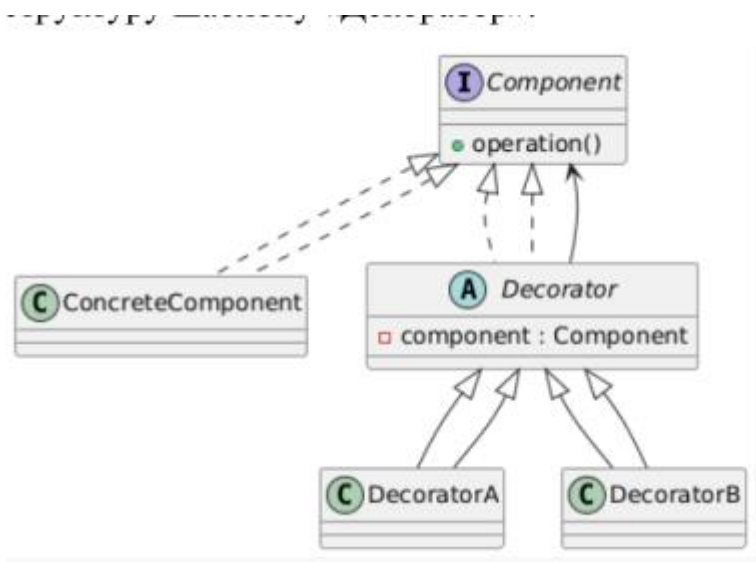 I Component
operation()
C ConcreteComponent
A Decorator
component : Component
C DecoratorA
C DecoratorB